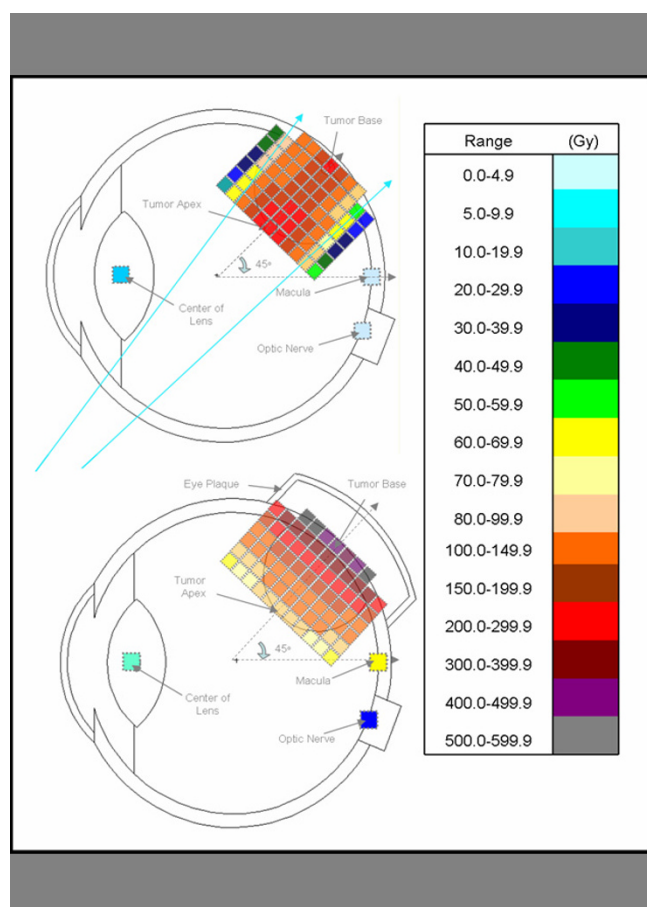 Tumor Base
Tumor Apex
45°
Macula
Center of
Lens
Optic Nerve
Eye Plaque
Tumor Base
Tumor
Apex
45°
Macula
Center of
Lens
Optic Nerve
Range (Gy)
0.0-4.9
5.0-9.9
10.0-19.9
20.0-29.9
30.0-39.9
40.0-49.9
50.0-59.9
60.0-69.9
70.0-79.9
80.0-99.9
100.0-149.9
150.0-199.9
200.0-299.9
300.0-399.9
400.0-499.9
500.0-599.9